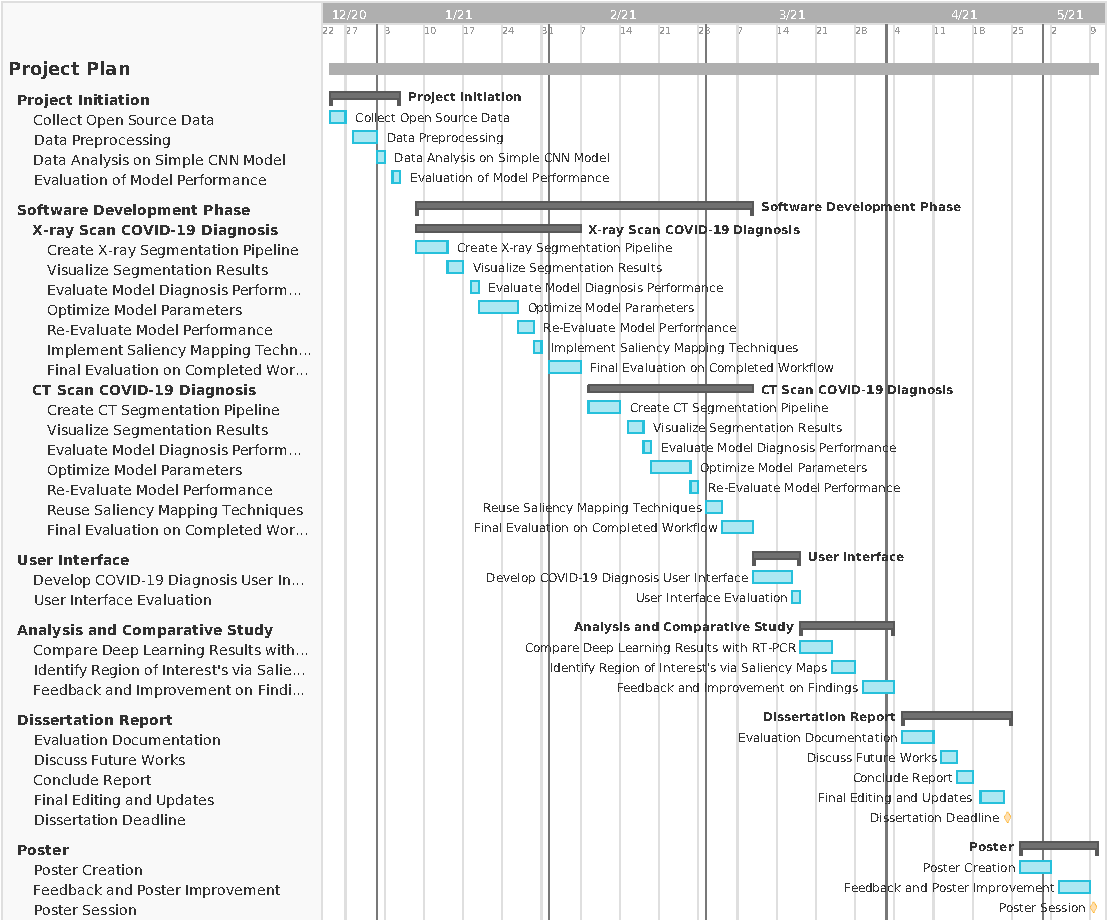 12/20 1/21 2/21 3/21 4/21 5/21
22 27 3 10 17 24 31 7 14 21 28 7 14 21 28 4 11 18 25 2 9
Project Plan
Project Initiation Project Initiation
Collect Open Source Data Collect Open Source Data
Data Preprocessing Data Preprocessing
Data Analysis on Simple CNN Model Data Analysis on Simple CNN Model
Evaluation of Model Performance Evaluation of Model Performance
Software Development Phase Software Development Phase
X-ray Scan COVID-19 Diagnosis X-ray Scan COVID-19 Diagnosis
Create X-ray Segmentation Pipeline Create X-ray Segmentation Pipeline
Visualize Segmentation Results Visualize Segmentation Results
Evaluate Model Diagnosis Perform... Evaluate Model Diagnosis Performance
Optimize Model Parameters Optimize Model Parameters
Re-Evaluate Model Performance Re-Evaluate Model Performance
Implement Saliency Mapping Techn... Implement Saliency Mapping Techniques
Final Evaluation on Completed Wor... Final Evaluation on Completed Workflow
CT Scan COVID-19 Diagnosis CT Scan COVID-19 Diagnosis
Create CT Segmentation Pipeline Create CT Segmentation Pipeline
Visualize Segmentation Results Visualize Segmentation Results
Evaluate Model Diagnosis Perform... Evaluate Model Diagnosis Performance
Optimize Model Parameters Optimize Model Parameters
Re-Evaluate Model Performance Re-Evaluate Model Performance
Reuse Saliency Mapping Techniques Reuse Saliency Mapping Techniques
Final Evaluation on Completed Wor... Final Evaluation on Completed Workflow
User Interface User Interface
Develop COVID-19 Diagnosis User In... Develop COVID-19 Diagnosis User Interface
User Interface Evaluation User Interface Evaluation
Analysis and Comparative Study Analysis and Comparative Study
Compare Deep Learning Results with... Compare Deep Learning Results with RT-PCR
Identify Region of Interest's via Salie... Identify Region of Interest's via Saliency Maps
Feedback and Improvement on Findi... Feedback and Improvement on Findings
Dissertation Report Dissertation Report
Evaluation Documentation Evaluation Documentation
Discuss Future Works Discuss Future Works
Conclude Report Conclude Report
Final Editing and Updates Final Editing and Updates
Dissertation Deadline Dissertation Deadline
Poster Poster
Poster Creation Poster Creation
Feedback and Poster Improvement Feedback and Poster Improvement
Poster Session Poster Session